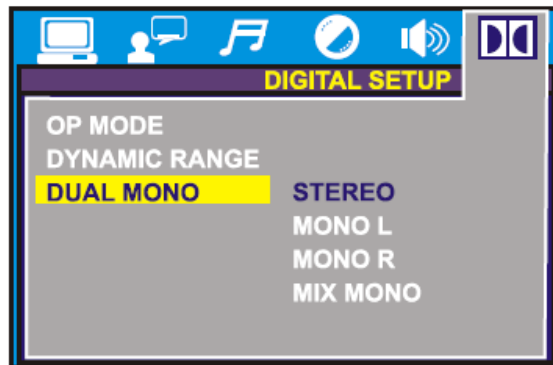 DIGITAL SETUP
OP MODE
DYNAMIC RANGE
DUAL MONO STEREO
MONO L
MONO R
MIX MONO